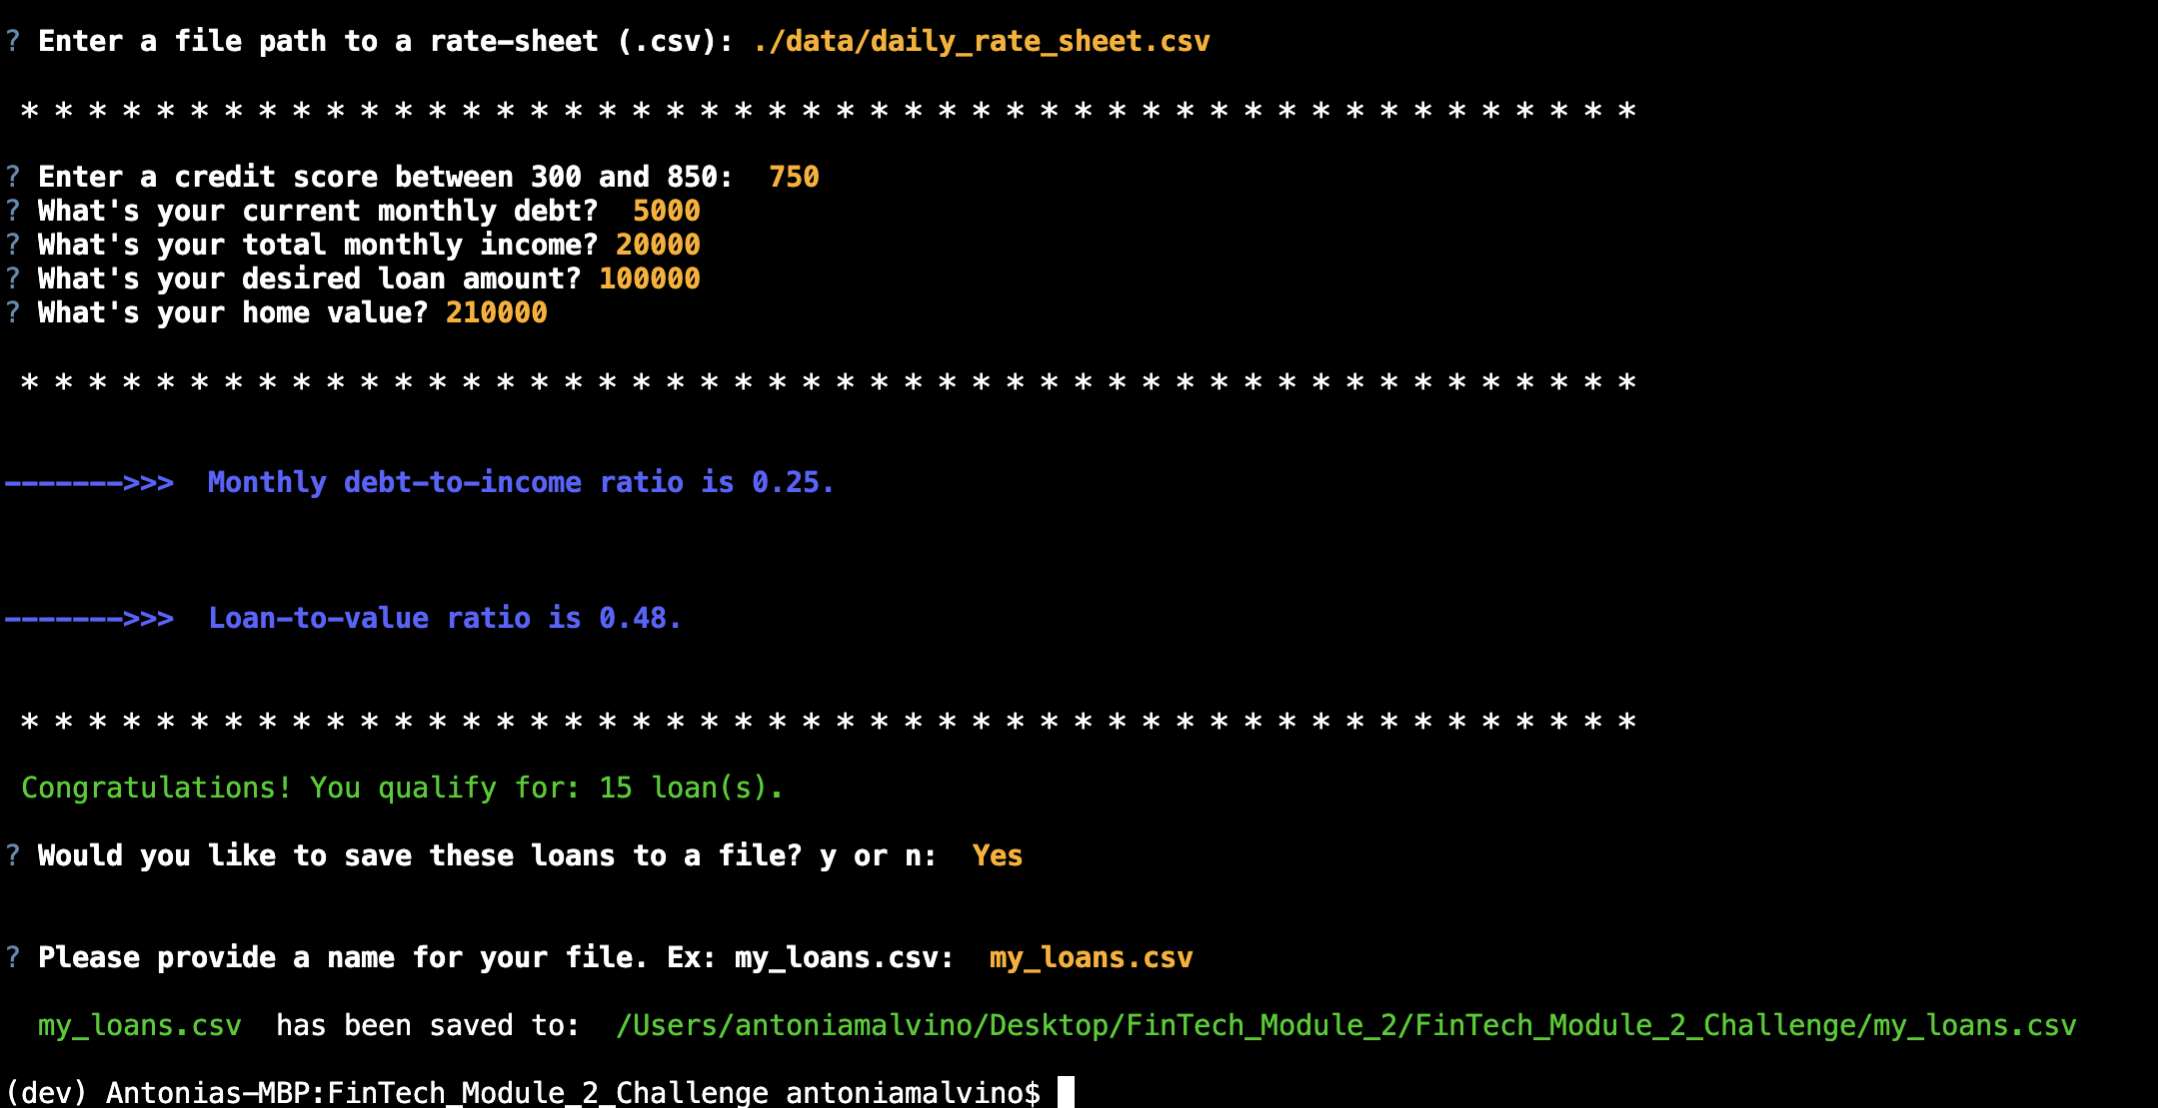 ? Enter a file path to a rate-sheet (.csv): ./data/daily_rate_sheet.csv
* * * * * * * * * * * * * * * * * * * * * * * * * * * * * * * * * * * * * * * * * * * * * * * *
? Enter a credit score between 300 and 850:  750
? What's your current monthly debt?  5000
? What's your total monthly income? 20000
? What's your desired loan amount? 100000
? What's your home value? 210000
* * * * * * * * * * * * * * * * * * * * * * * * * * * * * * * * * * * * * * * * * * * * * * * *
------->>>  Monthly debt-to-income ratio is 0.25.
------->>>  Loan-to-value ratio is 0.48.
* * * * * * * * * * * * * * * * * * * * * * * * * * * * * * * * * * * * * * * * * * * * * * * *
Congratulations! You qualify for: 15 loan(s).
? Would you like to save these loans to a file? y or n:  Yes
? Please provide a name for your file. Ex: my_loans.csv:  my_loans.csv
my_loans.csv  has been saved to:  /Users/antoniamalvino/Desktop/FinTech_Module_2/FinTech_Module_2_Challenge/my_loans.csv
(dev) Antonias-MBP:FinTech_Module_2_Challenge antoniamalvino$